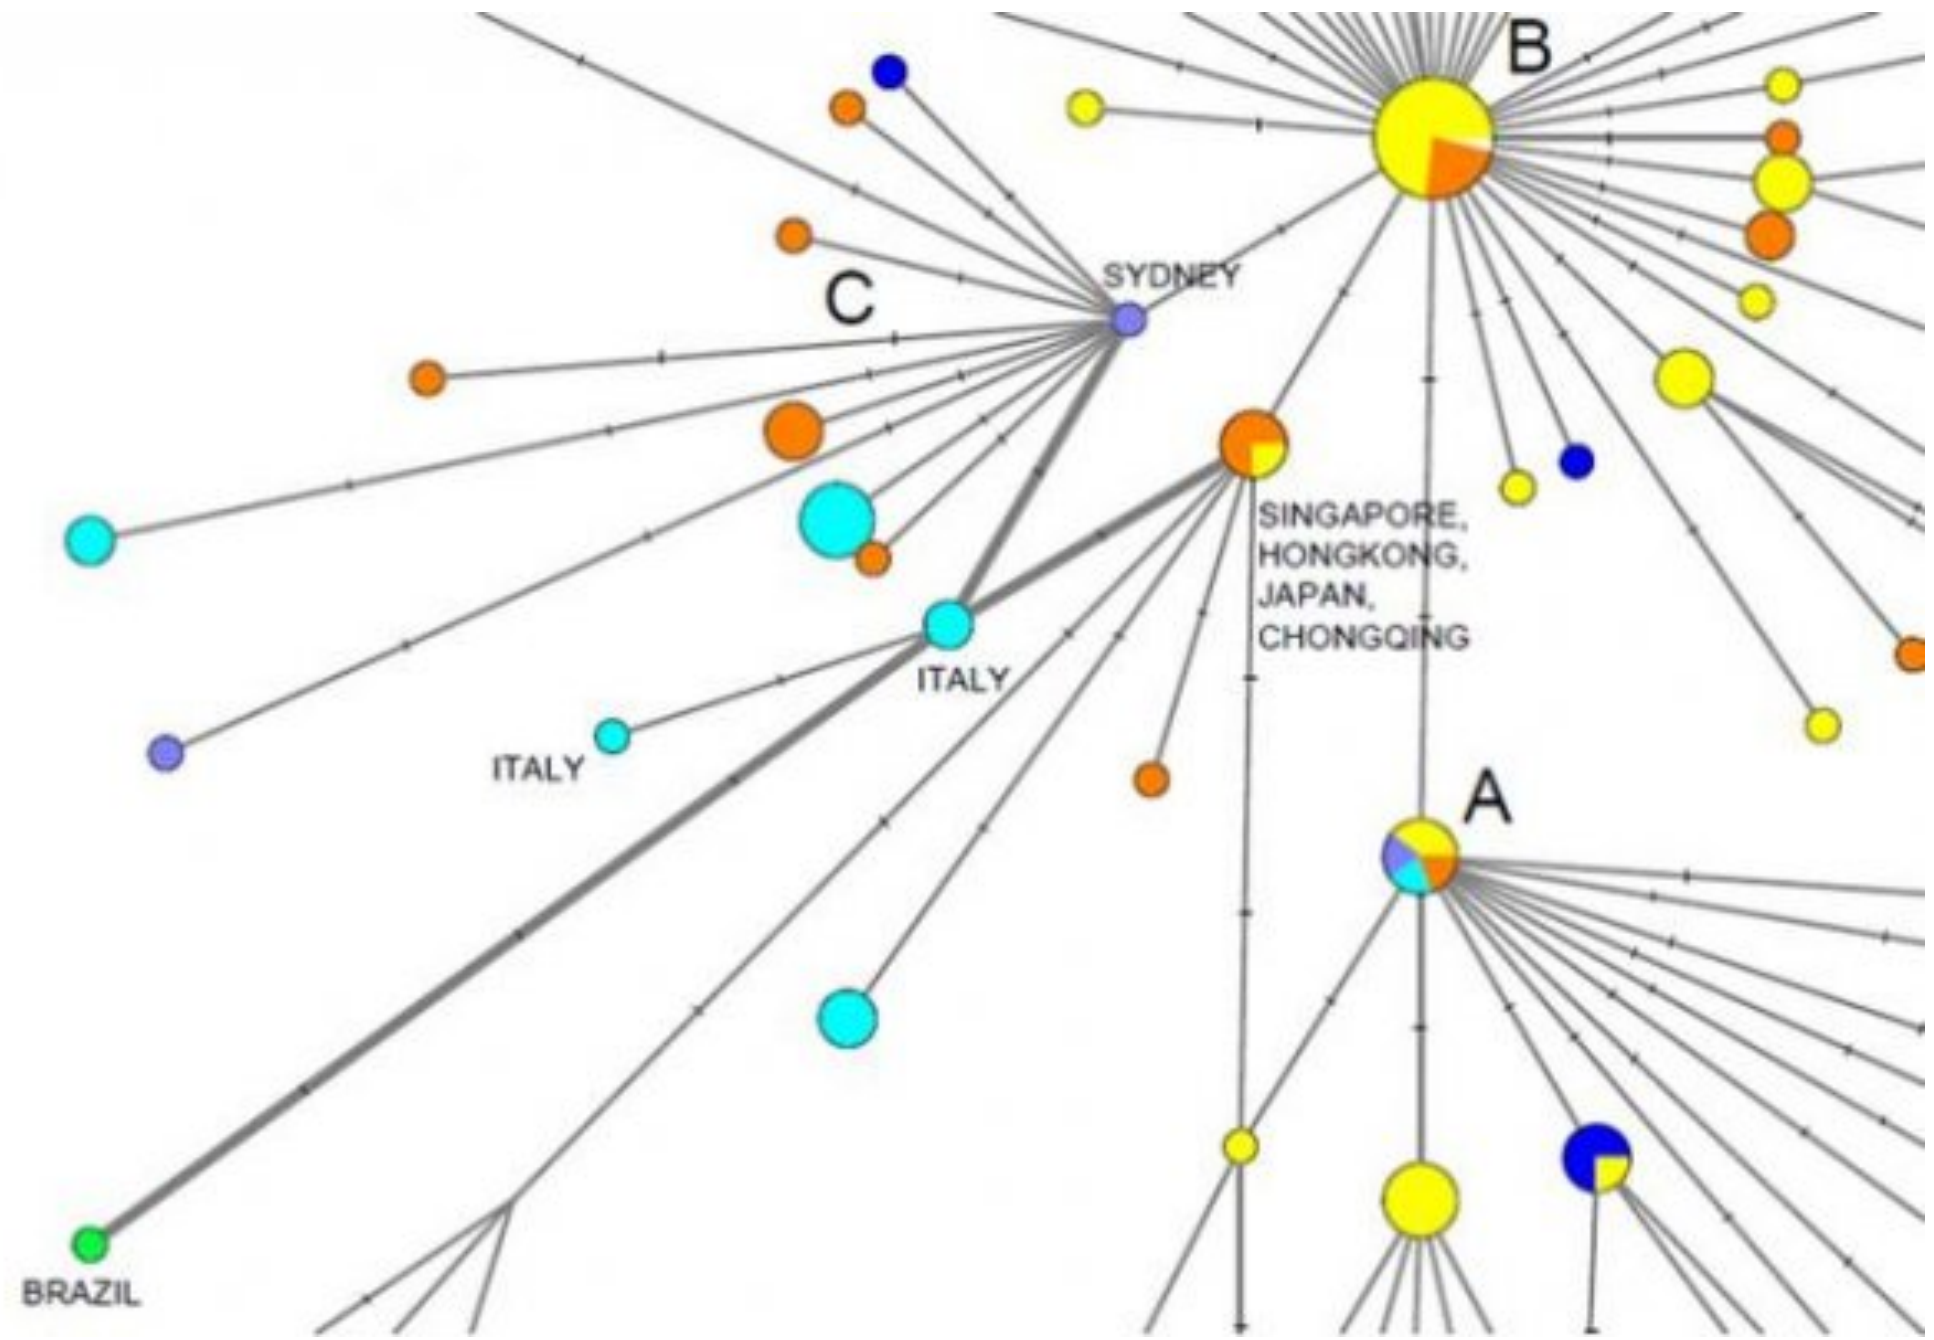 B
SYDNEY
C
SINGAPORE,
HONGKONG,
JAPAN,
CHONGQING
ITALY
ITALY
A
BRAZIL